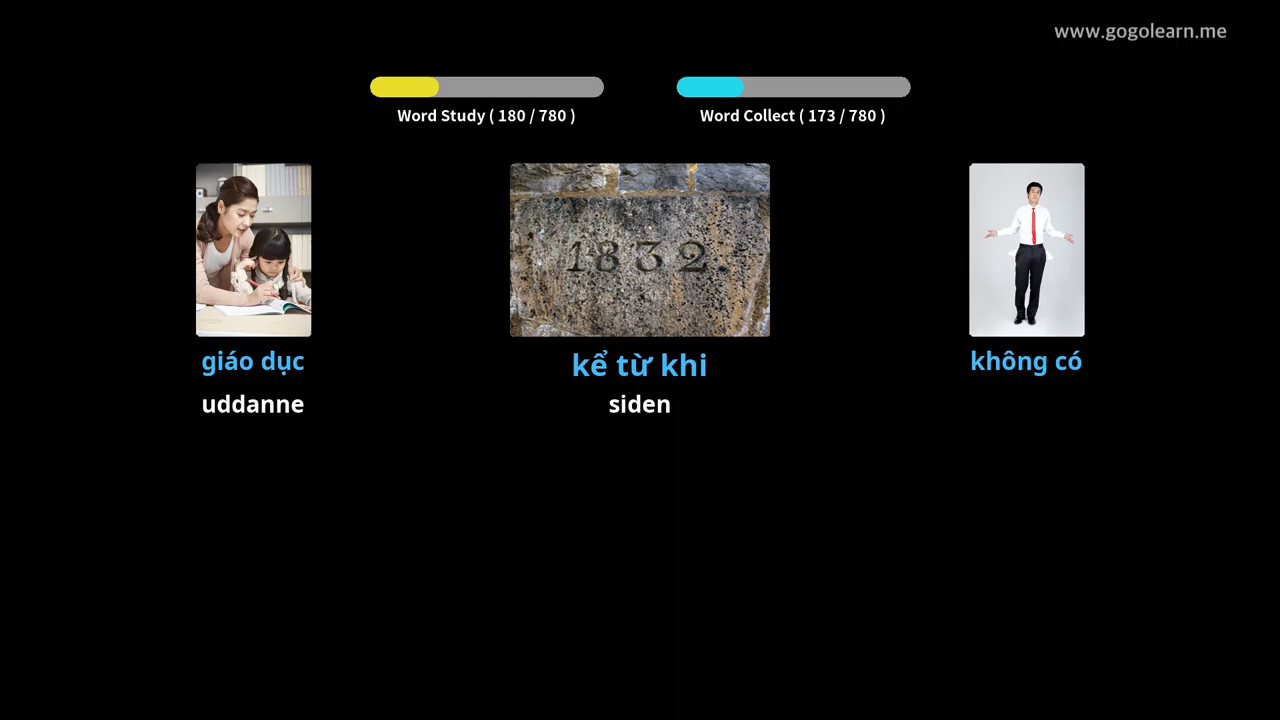 www.gogolearn.me
Word Study ( 180 / 780 )
Word Collect ( 173 / 780 )
1832.
giáo dục
kể từ khi
không có
uddanne
siden